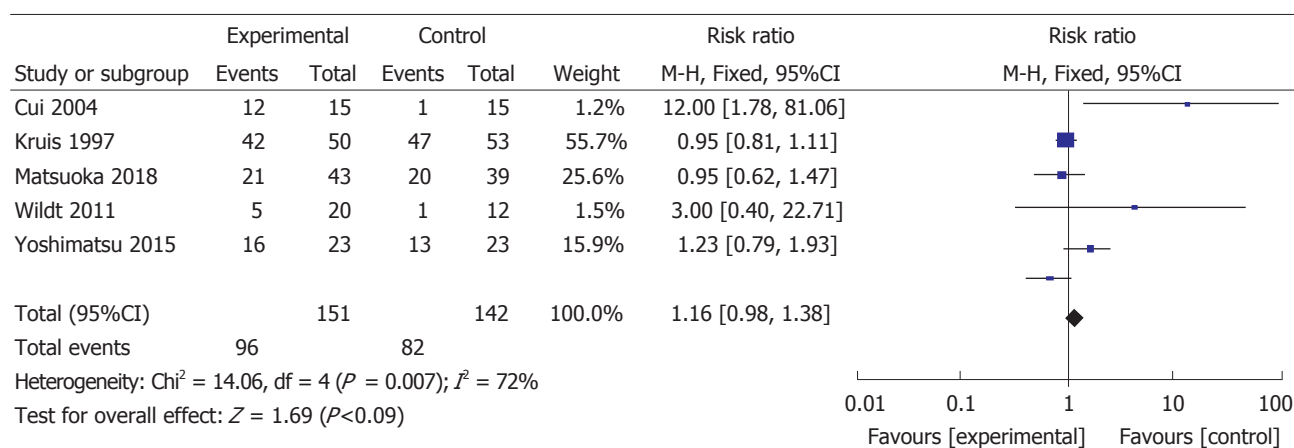 Experimental Control Risk ratio Risk ratio
Study or subgroup Events Total Events Total Weight M-H, Fixed, 95%CI M-H, Fixed, 95%CI
Cui 2004 12 15 1 15 1.2% 12.00 [1.78, 81.06]
Kruis 1997 42 50 47 53 55.7% 0.95 [0.81, 1.11]
Matsuoka 2018 21 43 20 39 25.6% 0.95 [0.62, 1.47]
Wildt 2011 5 20 1 12 1.5% 3.00 [0.40, 22.71]
Yoshimatsu 2015 16 23 13 23 15.9% 1.23 [0.79, 1.93]
Total (95%CI) 151 142 100.0% 1.16 [0.98, 1.38]
Total events 96 82
Heterogeneity: Chi² = 14.06, df = 4 (P = 0.007); I² = 72%
Test for overall effect: Z = 1.69 (P<0.09)
0.01 0.1 1 10 100
Favours [experimental] Favours [control]